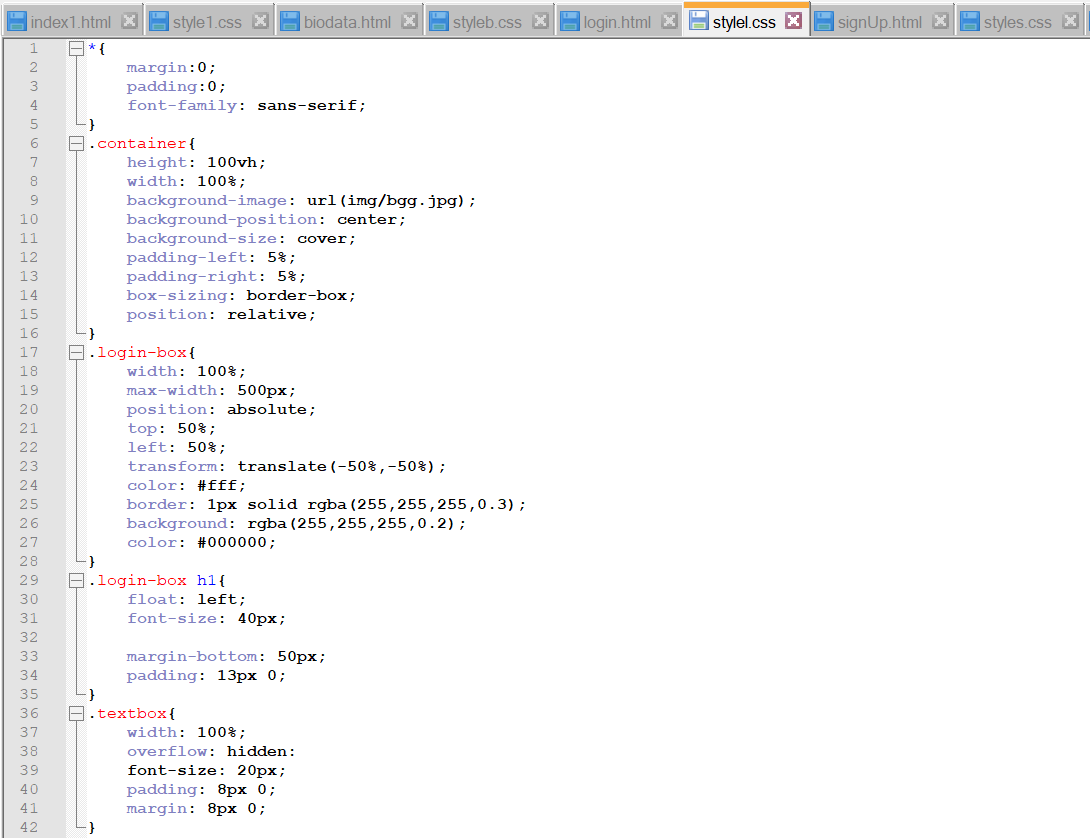 index1.html style1.css biodata.html styleb.css login.html stylel.css signUp.html styles.css
1 *{
2 margin:0;
3 padding:0;
4 font-family: sans-serif;
5 }
6 .container{
7 height: 100vh;
8 width: 100%;
9 background-image: url(img/bgg.jpg);
10 background-position: center;
11 background-size: cover;
12 padding-left: 5%;
13 padding-right: 5%;
14 box-sizing: border-box;
15 position: relative;
16 }
17 .login-box{
18 width: 100%;
19 max-width: 500px;
20 position: absolute;
21 top: 50%;
22 left: 50%;
23 transform: translate(-50%,-50%);
24 color: #fff;
25 border: 1px solid rgba(255,255,255,0.3);
26 background: rgba(255,255,255,0.2);
27 color: #000000;
28 }
29 .login-box h1{
30 float: left;
31 font-size: 40px;
32
33 margin-bottom: 50px;
34 padding: 13px 0;
35 }
36 .textbox{
37 width: 100%;
38 overflow: hidden:
39 font-size: 20px;
40 padding: 8px 0;
41 margin: 8px 0;
42 }